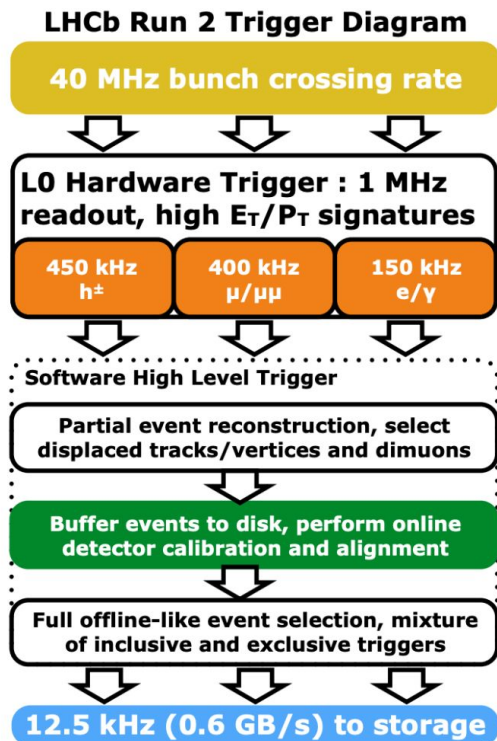 LHCb Run 2 Trigger Diagram
40 MHz bunch crossing rate
L0 Hardware Trigger : 1 MHz
readout, high E_T/P_T signatures
450 kHz
h±
400 kHz
μ/μμ
150 kHz
e/γ
Software High Level Trigger
Partial event reconstruction, select
displaced tracks/vertices and dimuons
Buffer events to disk, perform online
detector calibration and alignment
Full offline-like event selection, mixture
of inclusive and exclusive triggers
12.5 kHz (0.6 GB/s) to storage